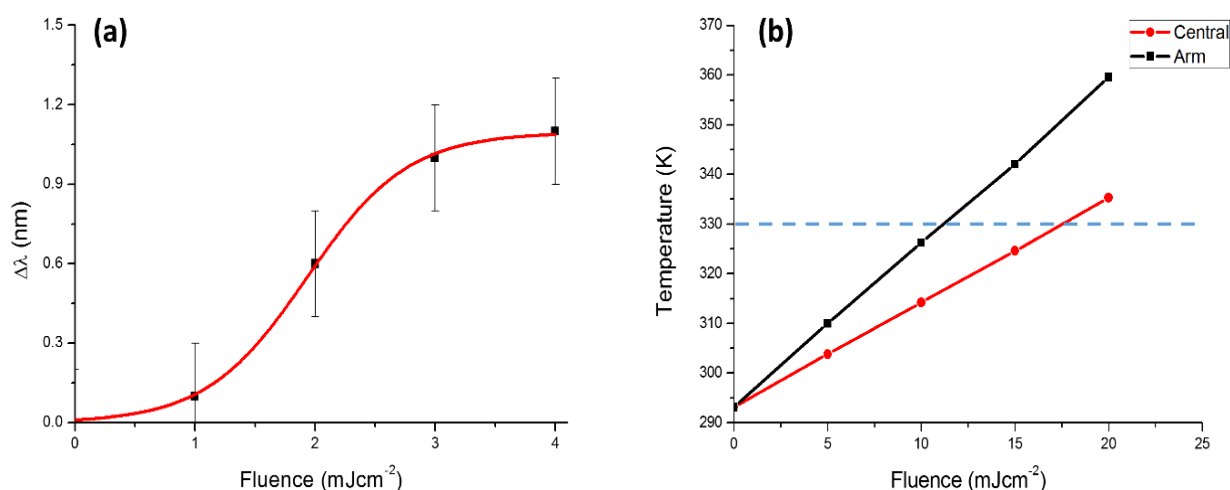 (a)
1.5
1.2
0.9
0.6
0.3
0.0
Δλ (nm)
0 1 2 3 4
Fluence (mJcm⁻²)
(b)
Central
Arm
370
360
350
340
330
320
310
300
290
Temperature (K)
0 5 10 15 20 25
Fluence (mJcm⁻²)